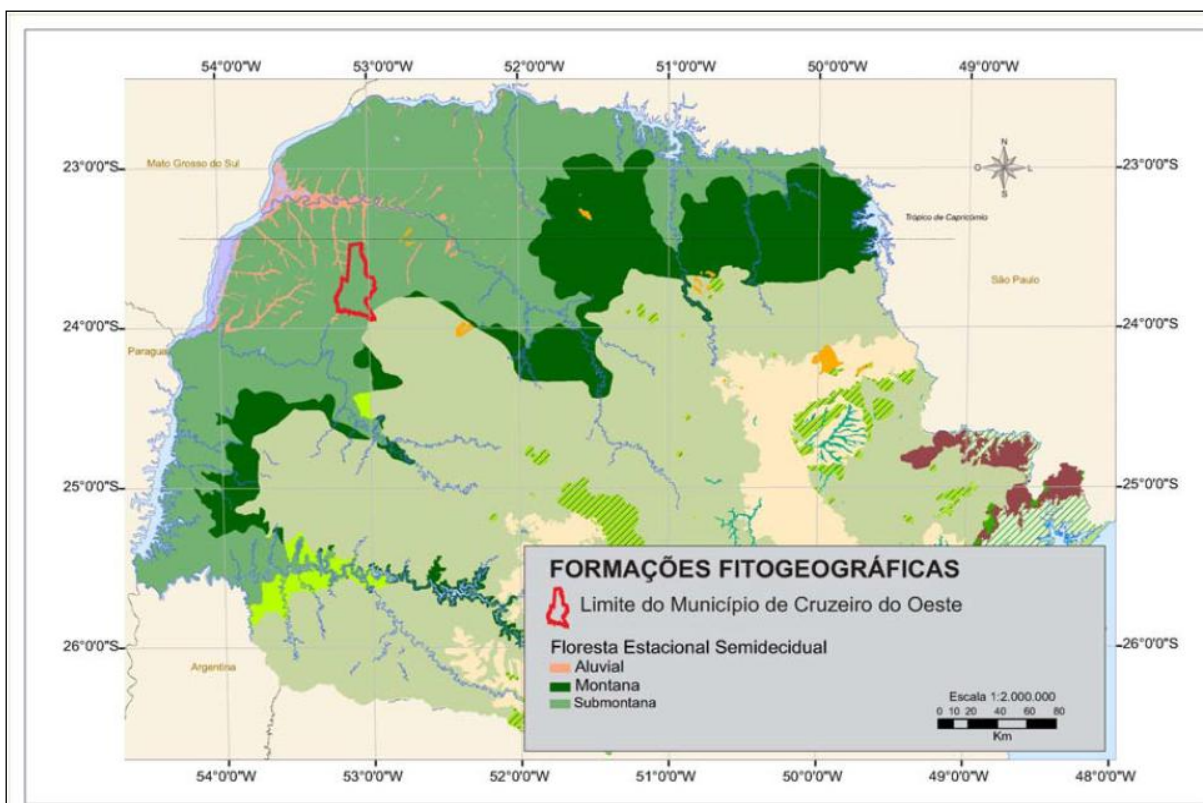 54°0'0"W 53°0'0"W 52°0'0"W 51°0'0"W 50°0'0"W 49°0'0"W
Mato Grosso do Sul
23°0'0"S 23°0'0"S
N
O L
S
Trópico de Capricórnio
São Paulo
24°0'0"S 24°0'0"S
Paragua
25°0'0"S 25°0'0"S
26°0'0"S 26°0'0"S
Argentina
FORMAÇÕES FITOGEOGRÁFICAS
Limite do Município de Cruzeiro do Oeste
Floresta Estacional Semidecidual
Aluvial
Montana
Submontana
Escala 1:2.000.000
0 10 20 40 60 80
Km
54°0'0"W 53°0'0"W 52°0'0"W 51°0'0"W 50°0'0"W 49°0'0"W 48°0'0"W